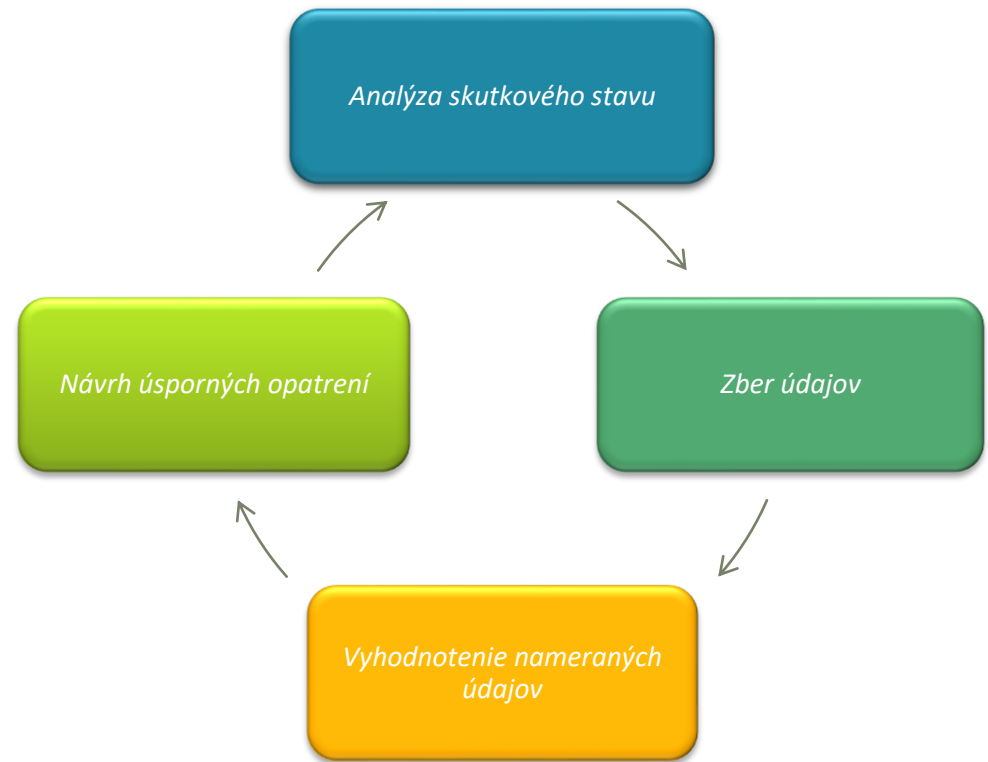 Analýza skutkového stavu
Návrh úsporných opatrení
Zber údajov
Vyhodnotenie nameraných
údajov